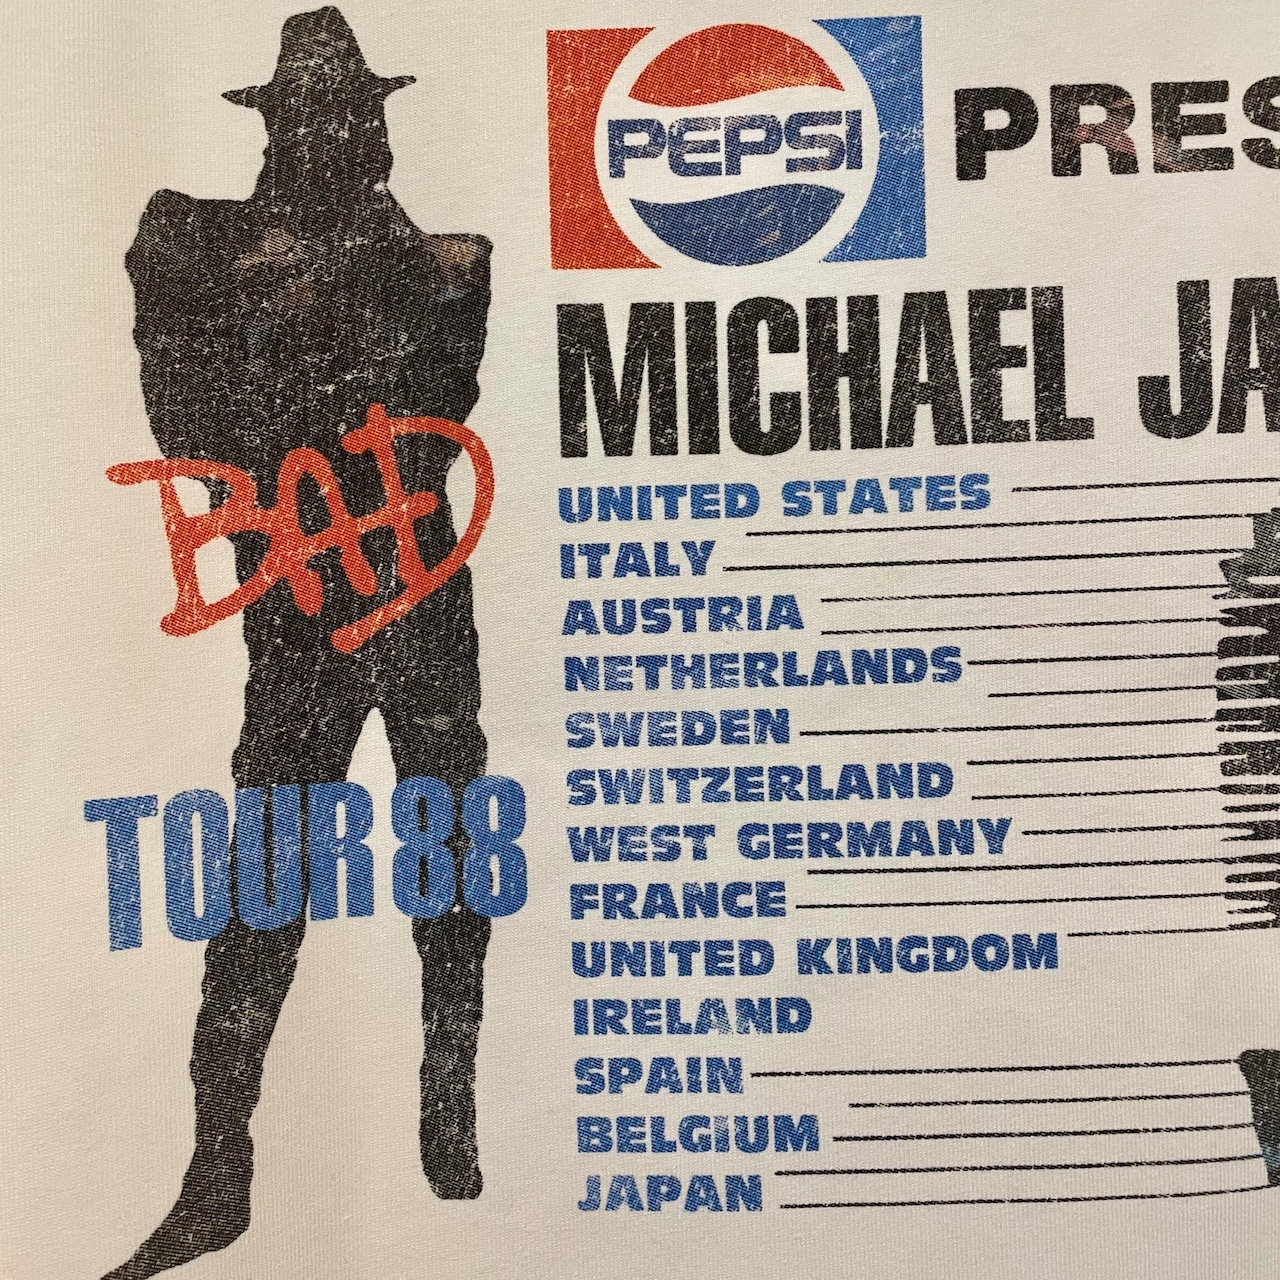 PEPSI PRES
MICHAEL JA
BAD
TOUR 88
UNITED STATES
ITALY
AUSTRIA
NETHERLANDS
SWEDEN
SWITZERLAND
WEST GERMANY
FRANCE
UNITED KINGDOM
IRELAND
SPAIN
BELGIUM
JAPAN